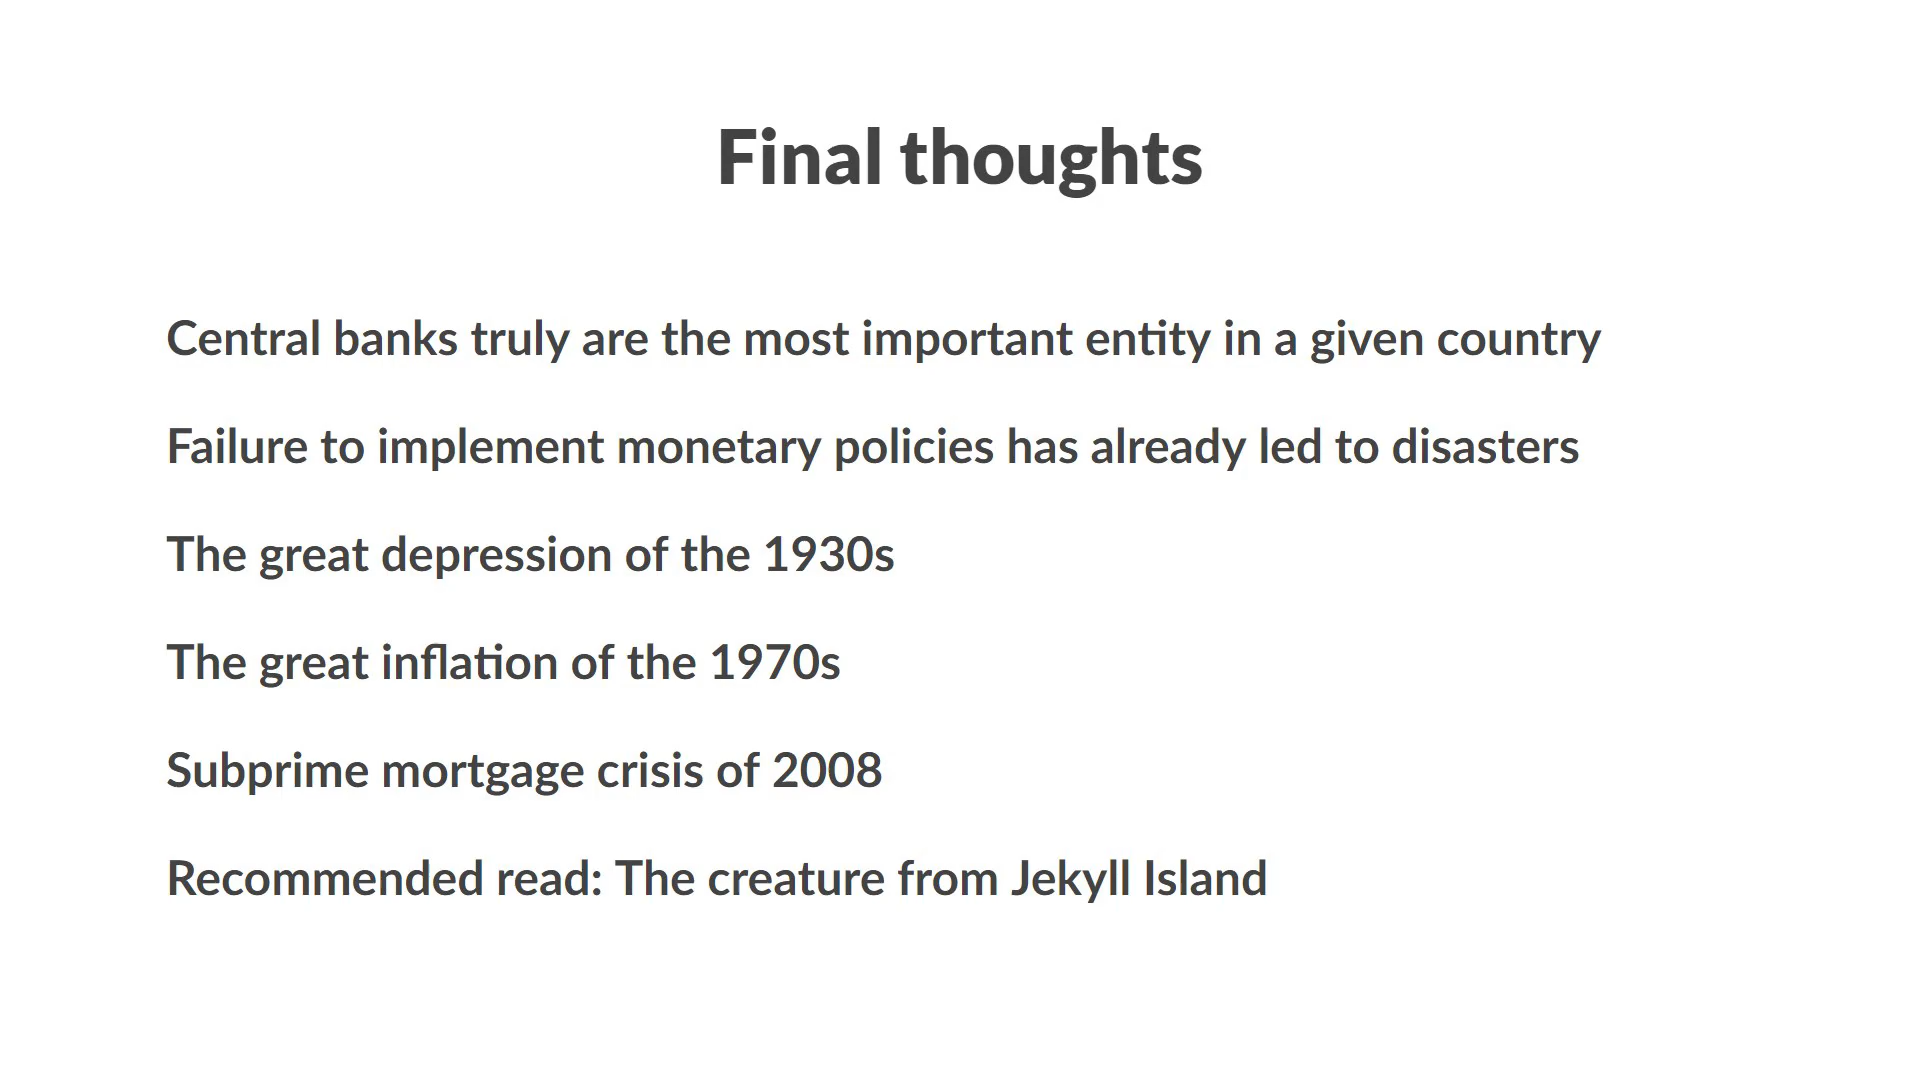 Final thoughts
Central banks truly are the most important entity in a given country
Failure to implement monetary policies has already led to disasters
The great depression of the 1930s
The great inflation of the 1970s
Subprime mortgage crisis of 2008
Recommended read: The creature from Jekyll Island